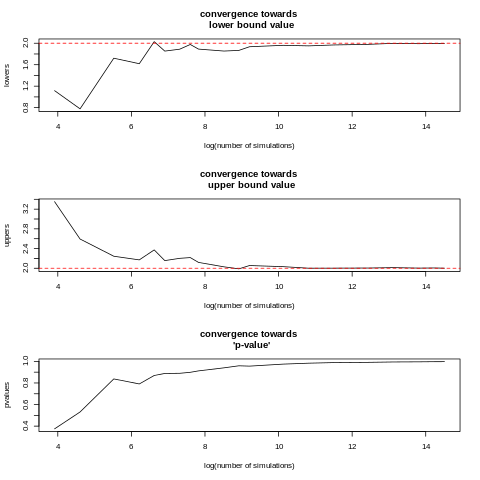 convergence towards
lower bound value
lowers
2.0
1.6
1.2
0.8
4 6 8 10 12 14
log(number of simulations)
convergence towards
upper bound value
uppers
3.2
2.8
2.4
2.0
4 6 8 10 12 14
log(number of simulations)
convergence towards
'p-value'
pvalues
1.0
0.8
0.6
0.4
4 6 8 10 12 14
log(number of simulations)